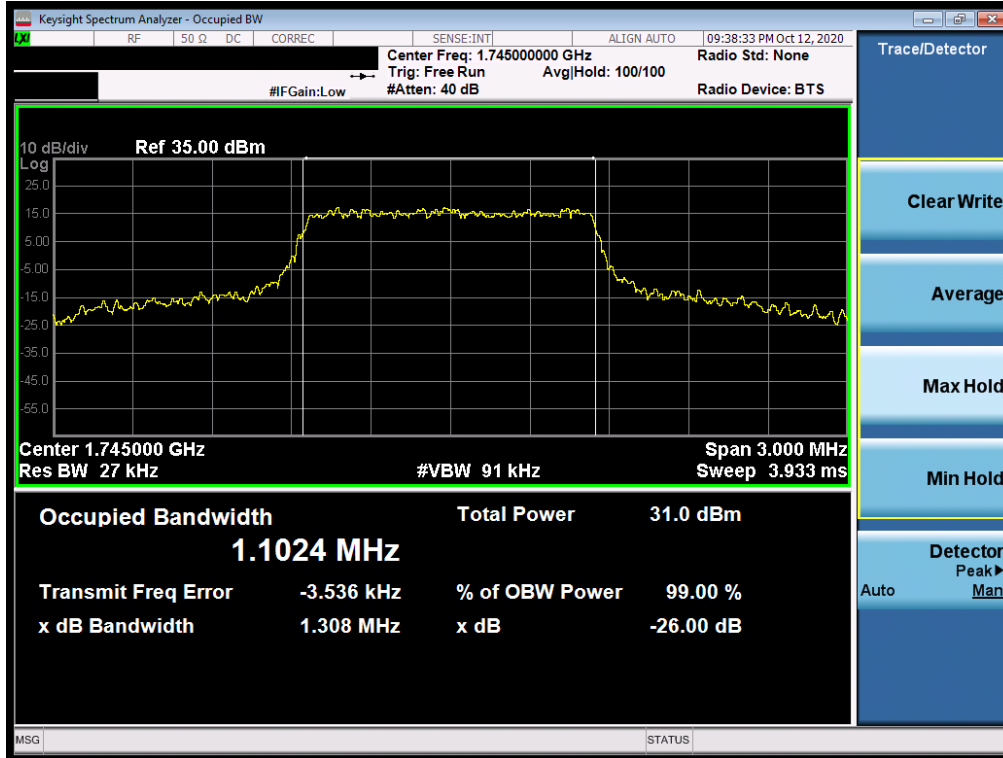 Keysight Spectrum Analyzer - Occupied BW
LXI RF 50 Ω DC CORREC SENSE:INT ALIGN AUTO 09:38:33 PM Oct 12, 2020
Center Freq: 1.745000000 GHz Radio Std: None
Trig: Free Run Avg|Hold: 100/100
#IFGain:Low #Atten: 40 dB Radio Device: BTS
Trace/Detector
10 dB/div Ref 35.00 dBm
Log
25.0
15.0
5.00
-5.00
-15.0
-25.0
-35.0
-45.0
-55.0
Center 1.745000 GHz Span 3.000 MHz
Res BW 27 kHz #VBW 91 kHz Sweep 3.933 ms
Occupied Bandwidth Total Power 31.0 dBm
1.1024 MHz
Transmit Freq Error -3.536 kHz % of OBW Power 99.00 %
x dB Bandwidth 1.308 MHz x dB -26.00 dB
Clear Write
Average
Max Hold
Min Hold
Detector
Peak
Auto Man
MSG STATUS